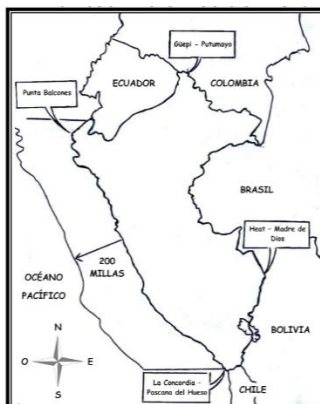 Güepi - Putumayo
ECUADOR
COLOMBIA
Punta Balcones
BRASIL
Heat - Madre de
Dios
200
MILLAS
OCÉANO
PACÍFICO
BOLIVIA
N
O
E
S
La Concordia -
Pascana del Hueso
CHILE